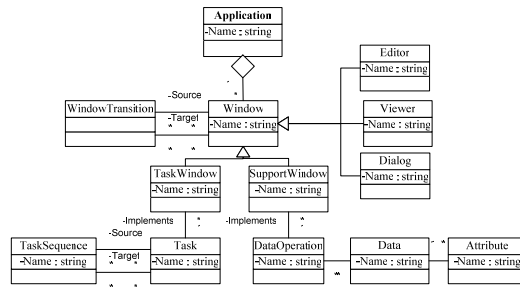 Application
-Name : string
*
Editor
-Name : string
-Source
WindowTransition
-Target
Window
-Name : string
Viewer
-Name : string
* *
* *
Dialog
-Name : string
TaskWindow
-Name : string
SupportWindow
-Name : string
-Implements
*
-Implements
*
-Source
TaskSequence
-Name : string
-Target
* *
* *
Task
-Name : string
DataOperation
-Name : string
**
Data
-Name : string
*
Attribute
-Name : string